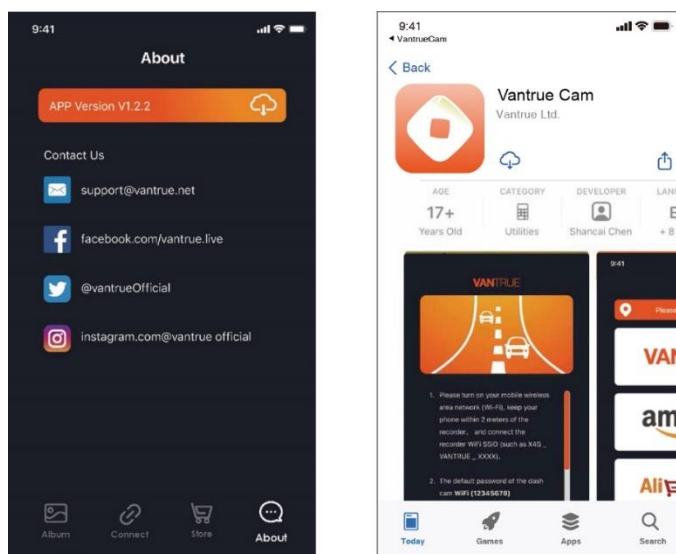 9:41
About
APP Version V1.2.2
Contact Us
support@vantrue.net
facebook.com/vantrue.live
@vantrueOfficial
instagram.com@vantrue official
Album
Connect
Store
About
9:41
VantrueCam
Back
Vantrue Cam
Vantrue Ltd.
AGE
CATEGORY
DEVELOPER
LAN
17+
E
Years Old
Utilities
Shancai Chen
+ 8
VANTRUE
1. Please turn on your mobile wireless
area network (Wi-Fi), keep your
phone within 2 meters of the
recorder, and connect the
recorder WiFi SSID (such as X4S _
VANTRUE _ XXXX).
2. The default password of the dash
cam WiFi (12345678)
9:41
Please
VAN
am
Ali
Today
Games
Apps
Search